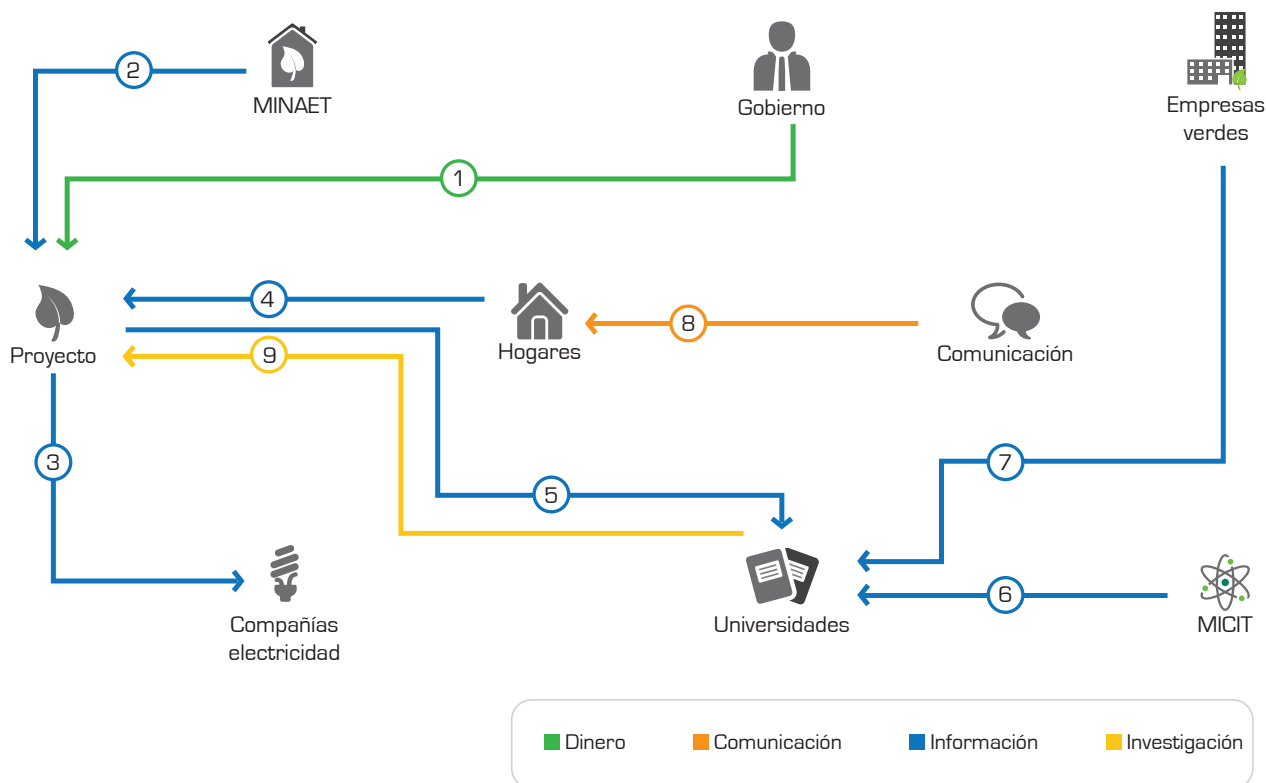 2
MINAET
Gobierno
Empresas
verdes
1
4
8
Proyecto
9
Hogares
Comunicación
3
5
7
6
Compañías
electricidad
Universidades
MICIT
Dinero
Comunicación
Información
Investigación